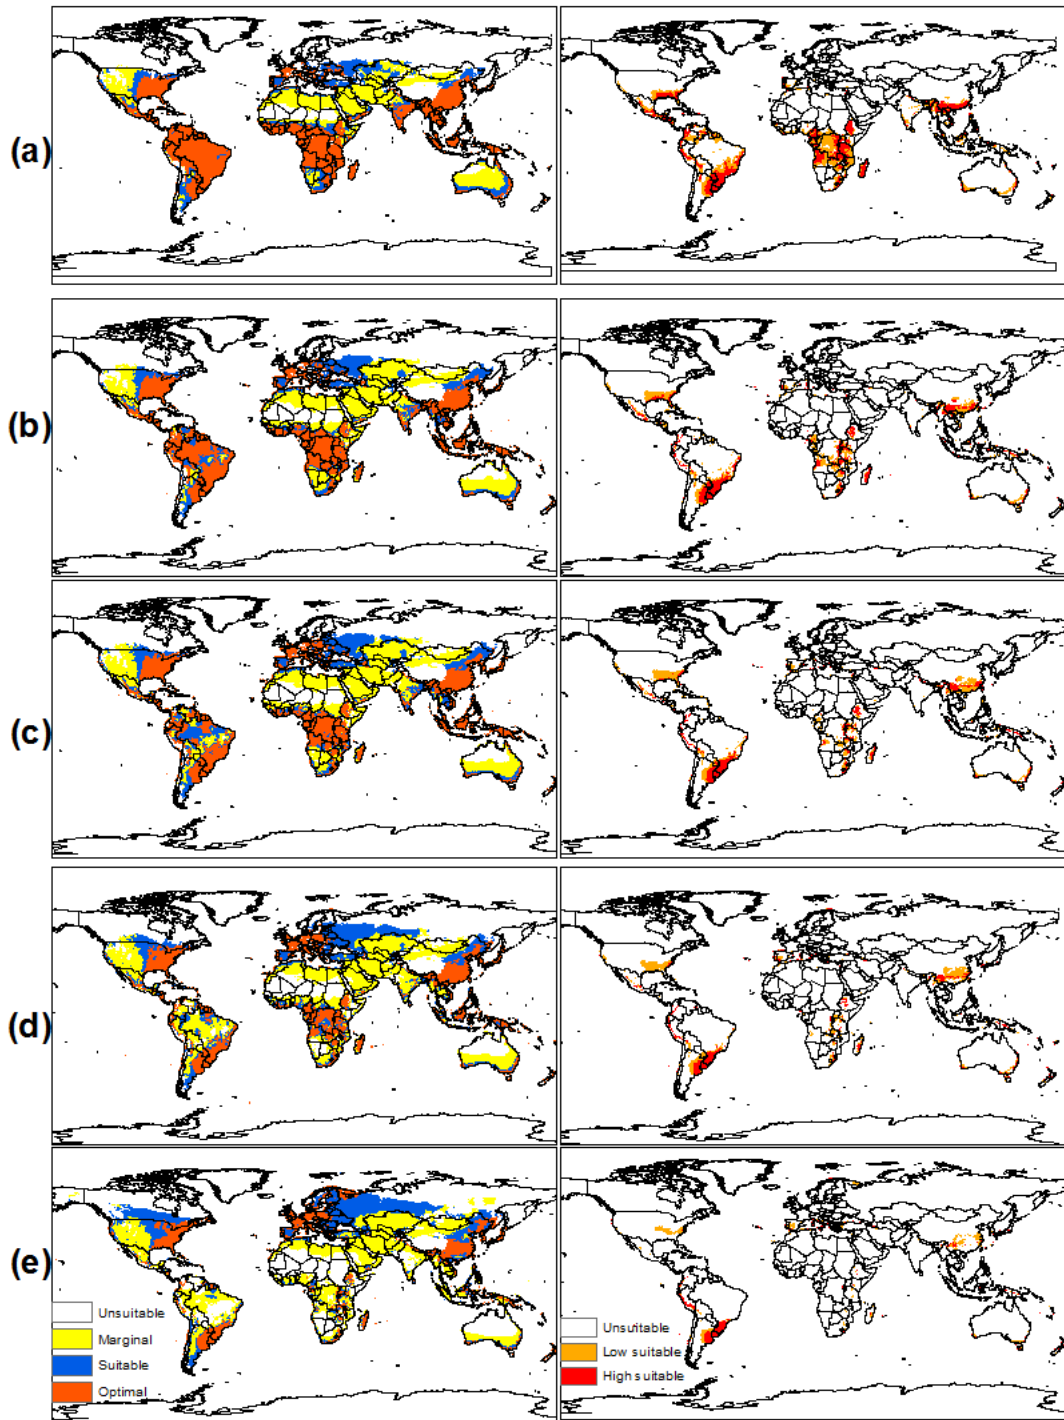 (a)
(b)
(c)
(d)
(e)
Unsuitable
Marginal
Suitable
Optimal
Unsuitable
Low suitable
High suitable